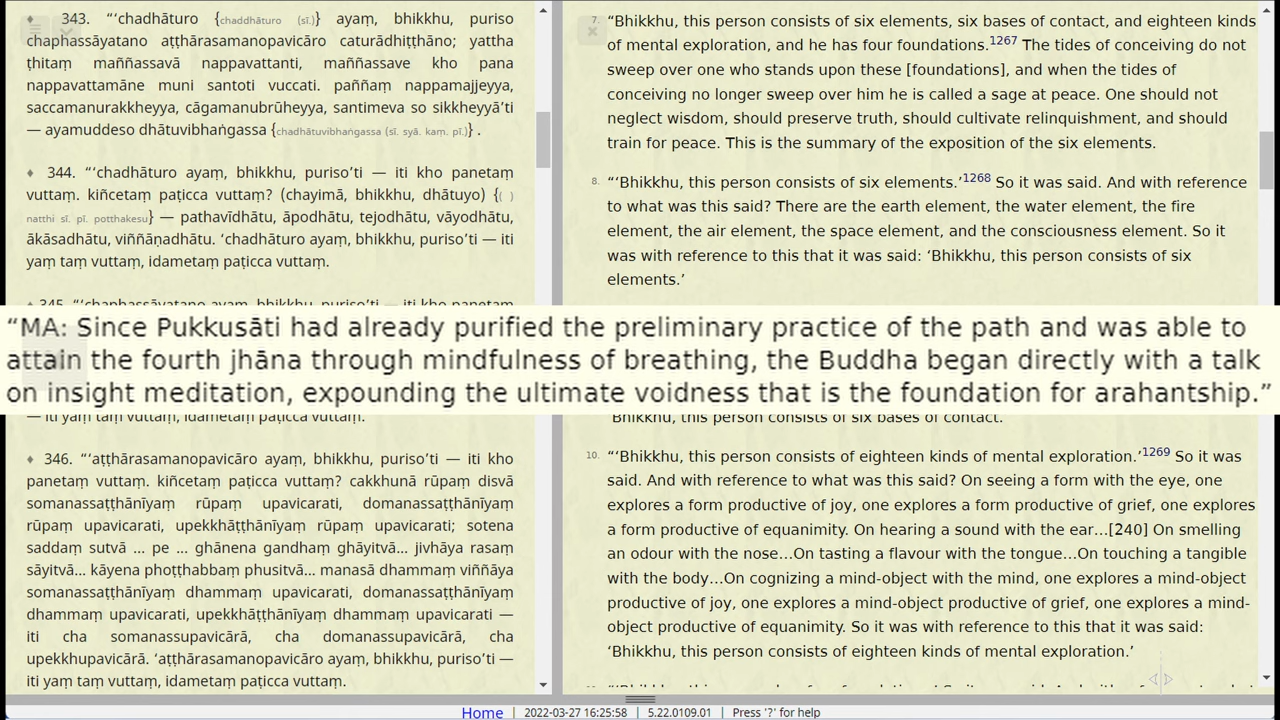 ♦ 343. “‘chadhāturo {chaddhāturo (sī.)} ayaṃ, bhikkhu, puriso
chaphassāyatano aṭṭhārasamanopavicāro caturādhiṭṭhāno; yattha
ṭhitaṃ maññassavā nappavattanti, maññassave kho pana
nappavattamāne muni santoti vuccati. paññaṃ nappamajjeyya,
saccamanurakkheyya, cāgamanubrūheyya, santimeva so sikkheyyā’ti
— ayamuddeso dhātuvibhaṅgassa {chadhātuvibhaṅgassa (sī. syā. kaṃ. pī.)} .
♦ 344. “‘chadhāturo ayaṃ, bhikkhu, puriso’ti — iti kho panetaṃ
vuttaṃ. kiñcetaṃ paṭicca vuttaṃ? (chayimā, bhikkhu, dhātuyo) {( )
natthi sī. pī. potthakesu} — pathavīdhātu, āpodhātu, tejodhātu, vāyodhātu,
ākāsadhātu, viññāṇadhātu. ‘chadhāturo ayaṃ, bhikkhu, puriso’ti — iti
yaṃ taṃ vuttaṃ, idametaṃ paṭicca vuttaṃ.
♦ 345. “‘chaphassāyatano ayaṃ, bhikkhu, puriso’ti — iti kho panetaṃ
— iti yaṃ taṃ vuttaṃ, idametaṃ paṭicca vuttaṃ.
♦ 346. “‘aṭṭhārasamanopavicāro ayaṃ, bhikkhu, puriso’ti — iti kho
panetaṃ vuttaṃ. kiñcetaṃ paṭicca vuttaṃ? cakkhunā rūpaṃ disvā
somanassaṭṭhānīyaṃ rūpaṃ upavicarati, domanassaṭṭhānīyaṃ
rūpaṃ upavicarati, upekkhāṭṭhānīyaṃ rūpaṃ upavicarati; sotena
saddaṃ sutvā ... pe ... ghānena gandhaṃ ghāyitvā... jivhāya rasaṃ
sāyitvā... kāyena phoṭṭhabbaṃ phusitvā... manasā dhammaṃ viññāya
somanassaṭṭhānīyaṃ dhammaṃ upavicarati, domanassaṭṭhānīyaṃ
dhammaṃ upavicarati, upekkhāṭṭhānīyaṃ dhammaṃ upavicarati —
iti cha somanassupavicārā, cha domanassupavicārā, cha
upekkhupavicārā. ‘aṭṭhārasamanopavicāro ayaṃ, bhikkhu, puriso’ti —
iti yaṃ taṃ vuttaṃ, idametaṃ paṭicca vuttaṃ.
7. “Bhikkhu, this person consists of six elements, six bases of contact, and eighteen kinds
of mental exploration, and he has four foundations.1267 The tides of conceiving do not
sweep over one who stands upon these [foundations], and when the tides of
conceiving no longer sweep over him he is called a sage at peace. One should not
neglect wisdom, should preserve truth, should cultivate relinquishment, and should
train for peace. This is the summary of the exposition of the six elements.
8. “‘Bhikkhu, this person consists of six elements.’1268 So it was said. And with reference
to what was this said? There are the earth element, the water element, the fire
element, the air element, the space element, and the consciousness element. So it
was with reference to this that it was said: ‘Bhikkhu, this person consists of six
elements.’
“MA: Since Pukkusāti had already purified the preliminary practice of the path and was able to
attain the fourth jhāna through mindfulness of breathing, the Buddha began directly with a talk
on insight meditation, expounding the ultimate voidness that is the foundation for arahantship.”
Bhikkhu, this person consists of six bases of contact.
10. “‘Bhikkhu, this person consists of eighteen kinds of mental exploration.’1269 So it was
said. And with reference to what was this said? On seeing a form with the eye, one
explores a form productive of joy, one explores a form productive of grief, one explores
a form productive of equanimity. On hearing a sound with the ear…[240] On smelling
an odour with the nose…On tasting a flavour with the tongue…On touching a tangible
with the body…On cognizing a mind-object with the mind, one explores a mind-object
productive of joy, one explores a mind-object productive of grief, one explores a mind-
object productive of equanimity. So it was with reference to this that it was said:
‘Bhikkhu, this person consists of eighteen kinds of mental exploration.’
Home | 2022-03-27 16:25:58 | 5.22.0109.01 | Press '?' for help